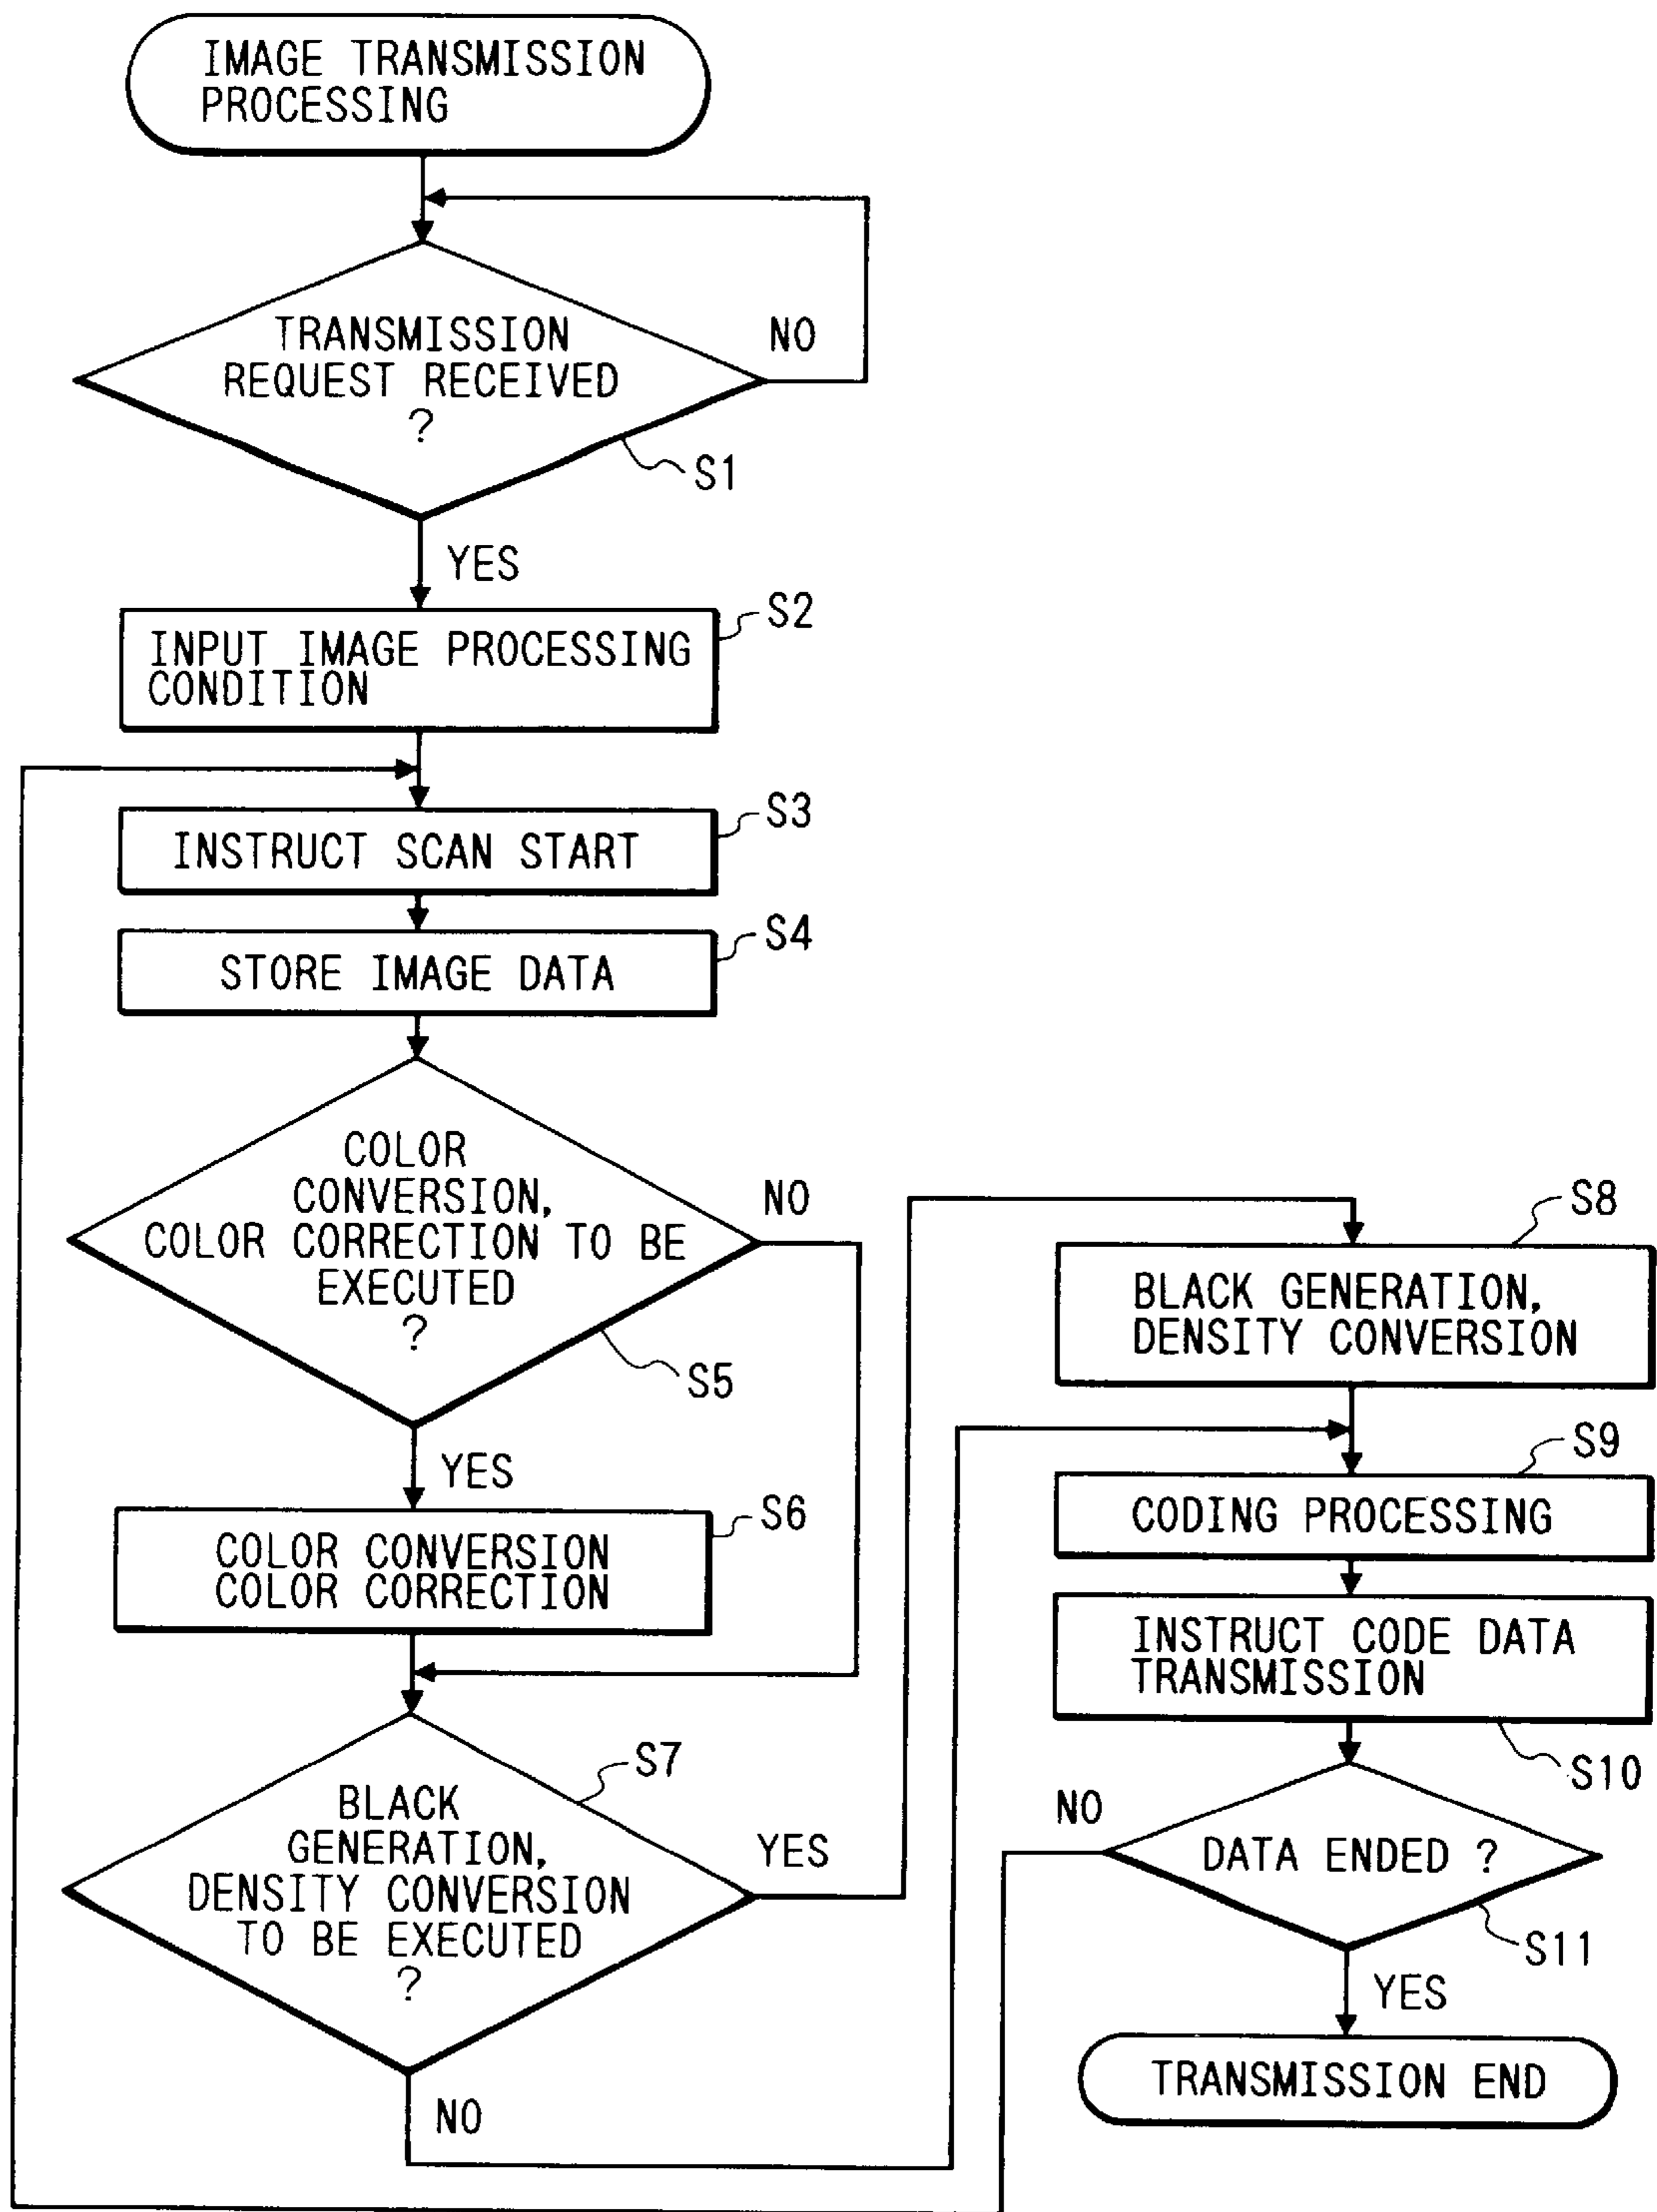 IMAGE TRANSMISSION
PROCESSING
TRANSMISSION
REQUEST RECEIVED
?
NO
S1
YES
S2
INPUT IMAGE PROCESSING
CONDITION
S3
INSTRUCT SCAN START
S4
STORE IMAGE DATA
COLOR
CONVERSION,
COLOR CORRECTION TO BE
EXECUTED
?
NO
S5
YES
S6
COLOR CONVERSION
COLOR CORRECTION
S7
BLACK
GENERATION,
DENSITY CONVERSION
TO BE EXECUTED
?
YES
NO
S8
BLACK GENERATION,
DENSITY CONVERSION
S9
CODING PROCESSING
INSTRUCT CODE DATA
TRANSMISSION
S10
NO
DATA ENDED ?
S11
YES
TRANSMISSION END